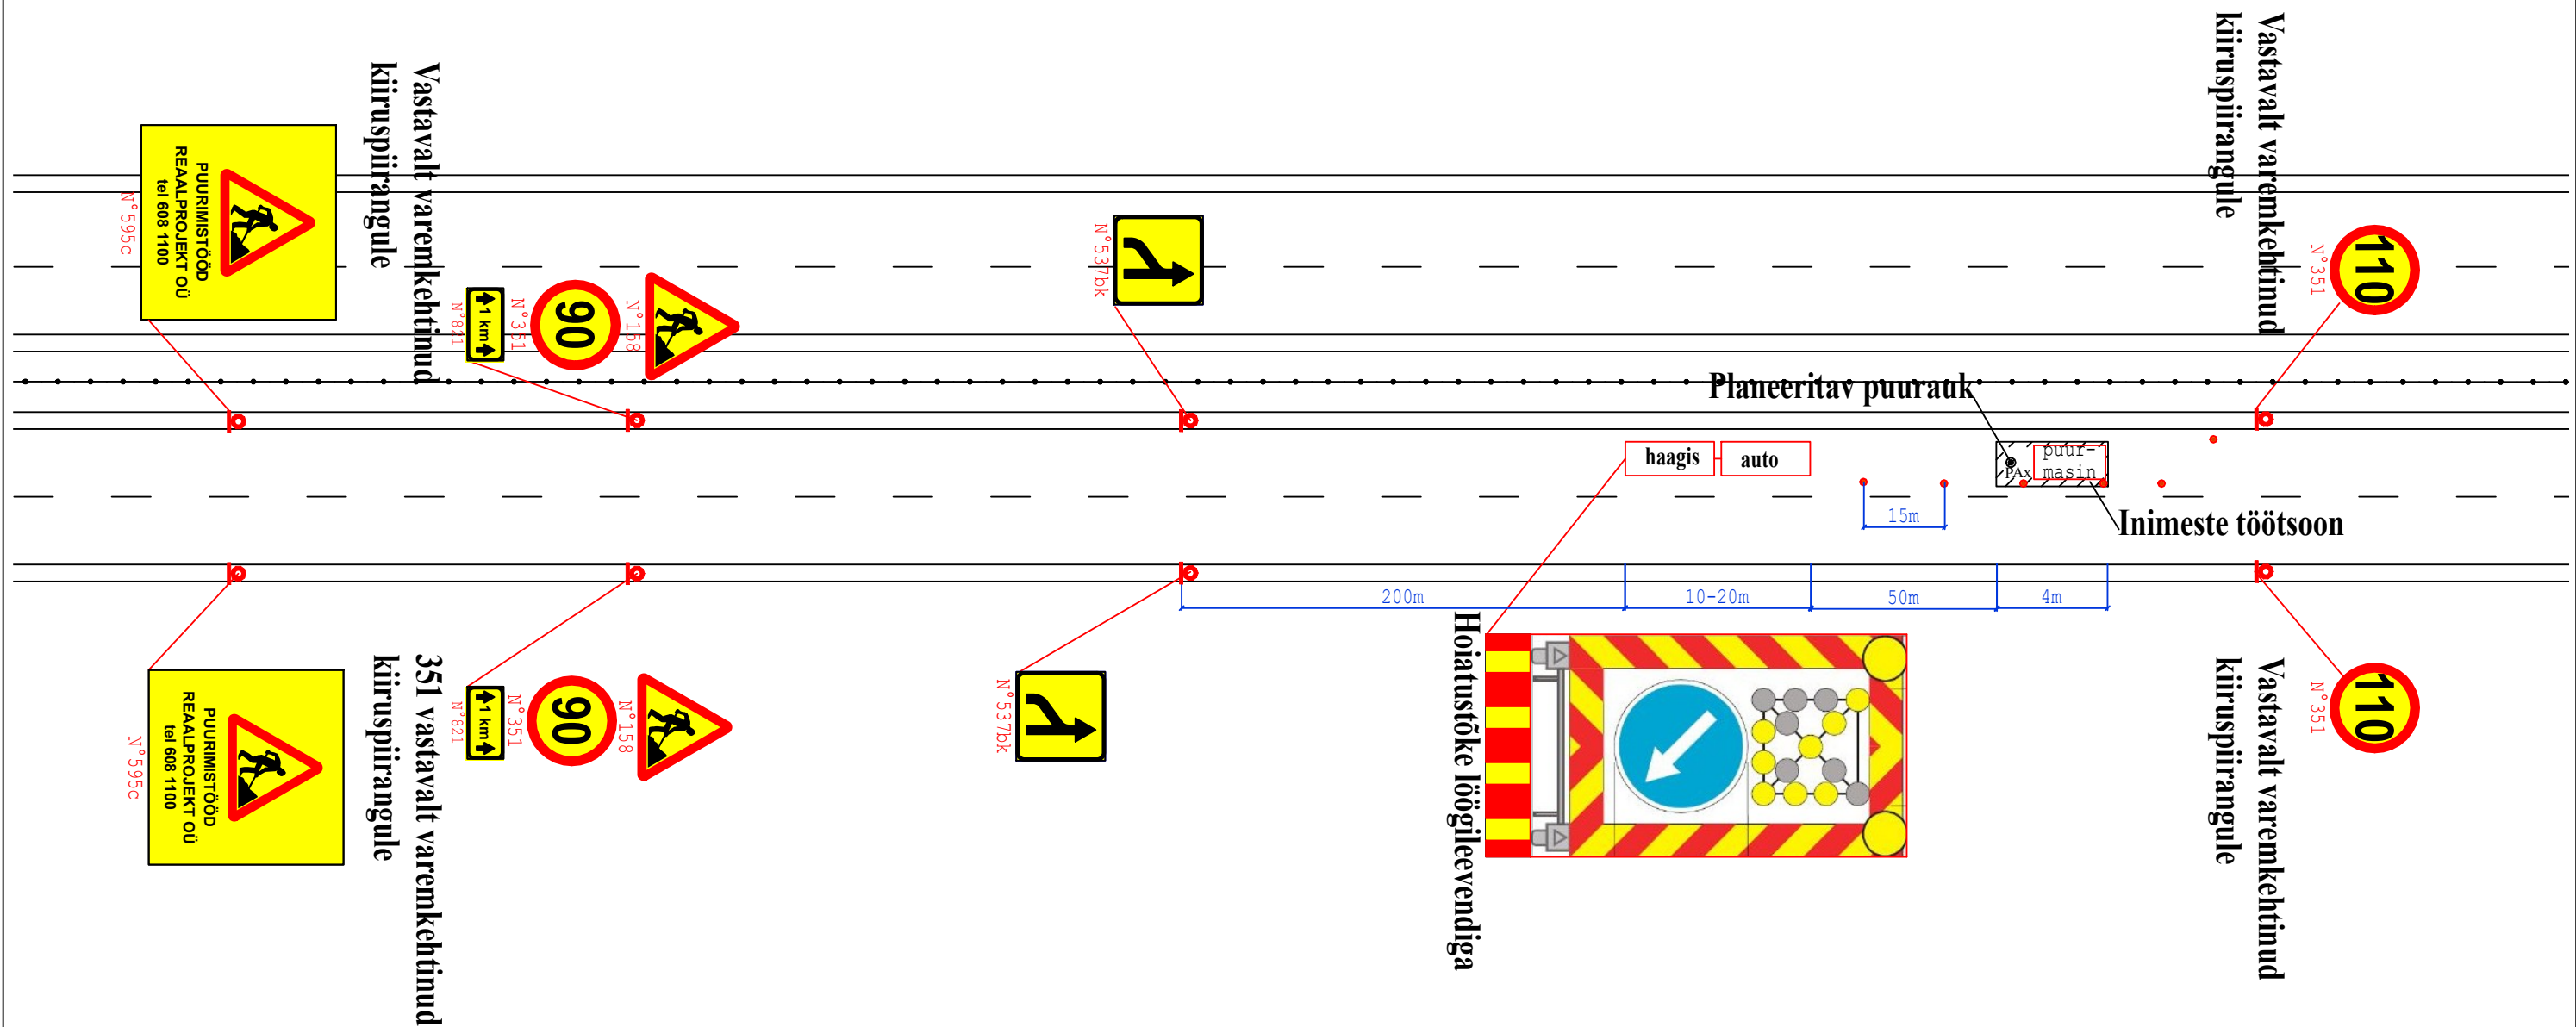 PUURIMISTÖÖD
REAALPROJEKT OÜ
tel 608 1100
N°595c
Vastavalt varemkehtinud
kiiruspiirangule
1 km
N°821
90
N°351
N°158
N°537bk
Vastavalt varemkehtinud
kiiruspiirangule
110
N°351
Planeeritav puurauk
haagis
auto
puur-
masin
PAx
15m
Inimeste töötsoon
200m
10-20m
50m
4m
PUURIMISTÖÖD
REAALPROJEKT OÜ
tel 608 1100
N°595c
351 vastavalt varemkehtinud
kiiruspiirangule
1 km
N°821
90
N°351
N°158
N°537bk
Hoiatustõke löögileevendiga
Vastavalt varemkehtinud
kiiruspiirangule
110
N°351